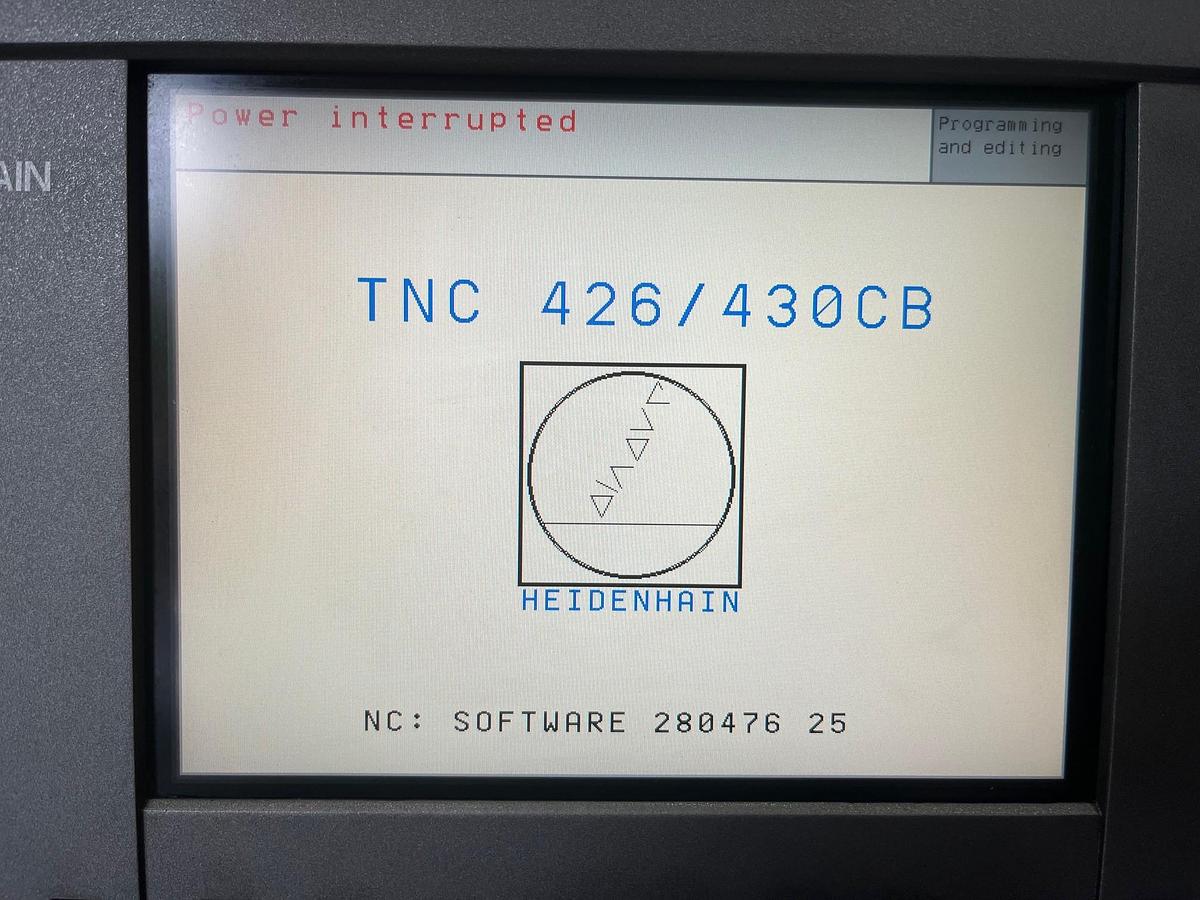 Power interrupted
Programming
and editing
AIN
TNC 426/430CB
HEIDENHAIN
NC: SOFTWARE 280476 25